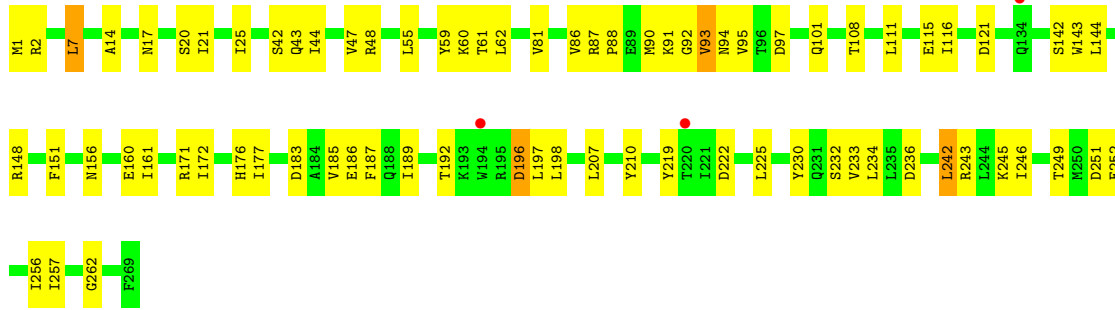 M1 R2 L7 A14 N17 S20 I21 I25 S42 Q43 I44 V47 R48 L55 Y59 K60 T61 L62 V81 V86 R87 P88 E89 M90 K91 G92 V93 N94 V95 T96 D97 Q101 T108 L111 E115 I116 D121 Q134 S142 W143 L144
R148 F151 N156 E160 I161 R171 I172 H176 I177 D183 A184 V185 E186 F187 Q188 I189 T192 K193 W194 R195 D196 L197 L198 L207 Y210 Y219 T220 I221 D222 L225 Y230 Q231 S232 V233 L234 L235 D236 L242 R243 L244 K245 I246 T249 M250 D251
I256 I257 G262 F269